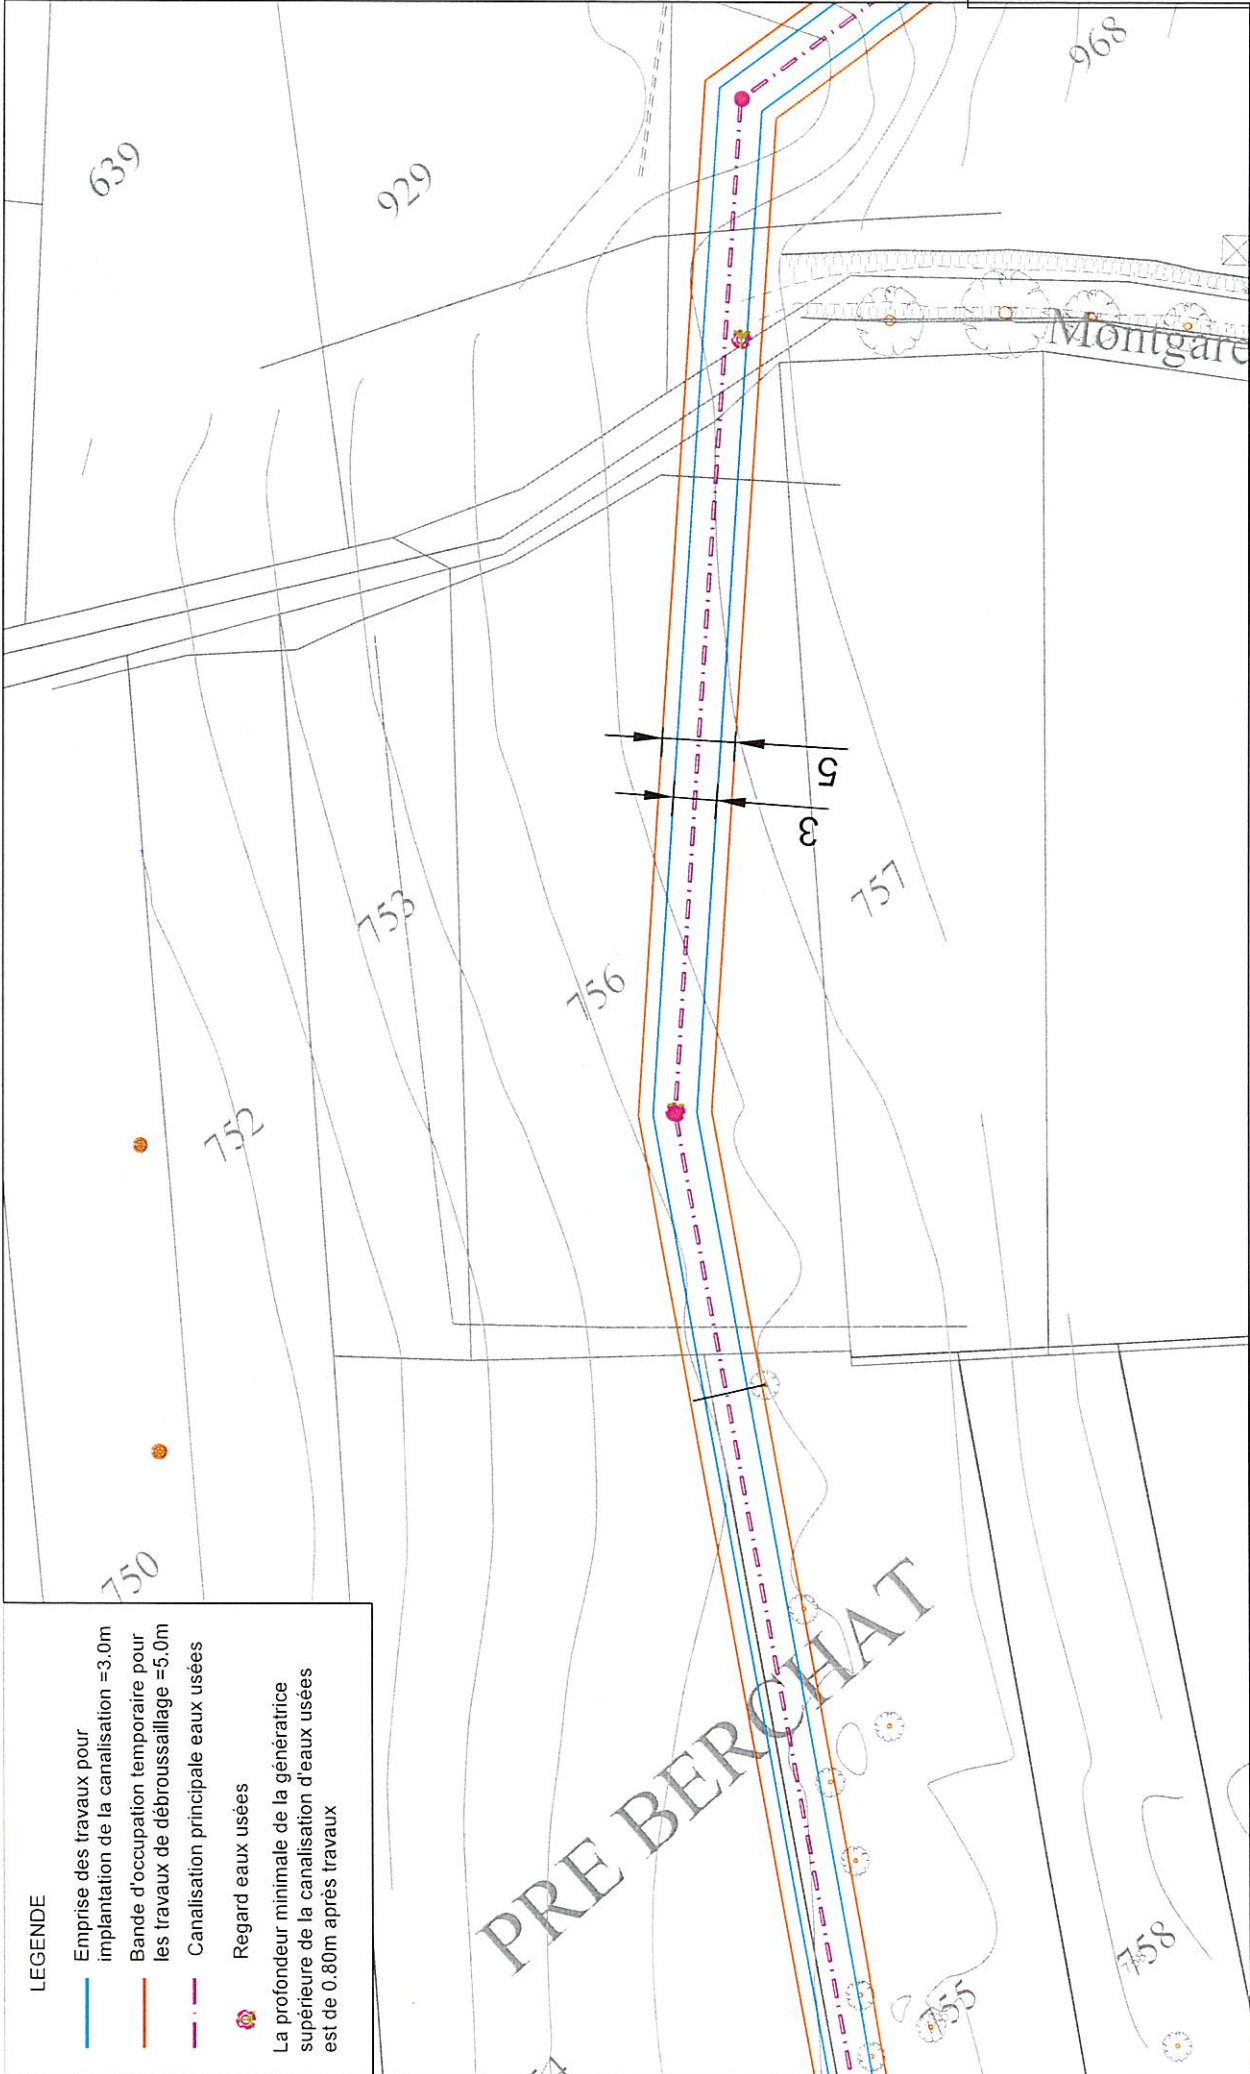 LEGENDE
Emprise des travaux pour
implantation de la canalisation =3.0m
Bande d'occupation temporaire pour
les travaux de débroussaillage =5.0m
Canalisation principale eaux usées
Regard eaux usées
La profondeur minimale de la génératrice
supérieure de la canalisation d'eaux usées
est de 0.80m après travaux
750
752
753
756
757
639
929
968
Montgare
5
3
PRE BERCHAT
755
758